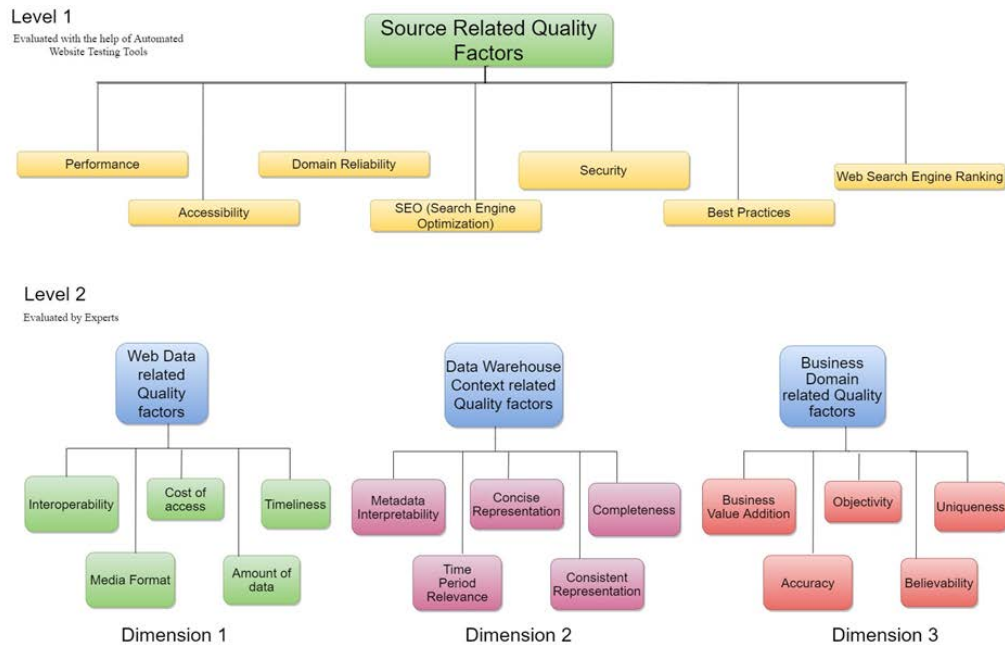 Level 1
Evaluated with the help of Automated
Website Testing Tools
Source Related Quality
Factors
Performance
Domain Reliability
Security
Web Search Engine Ranking
Accessibility
SEO (Search Engine
Optimization)
Best Practices
Level 2
Evaluated by Experts
Web Data
related
Quality
factors
Data Warehouse
Context related
Quality factors
Business
Domain
related Quality
factors
Interoperability
Cost of
access
Timeliness
Media Format
Amount of
data
Metadata
Interpretability
Concise
Representation
Completeness
Time
Period
Relevance
Consistent
Representation
Business
Value Addition
Objectivity
Uniqueness
Accuracy
Believability
Dimension 1
Dimension 2
Dimension 3